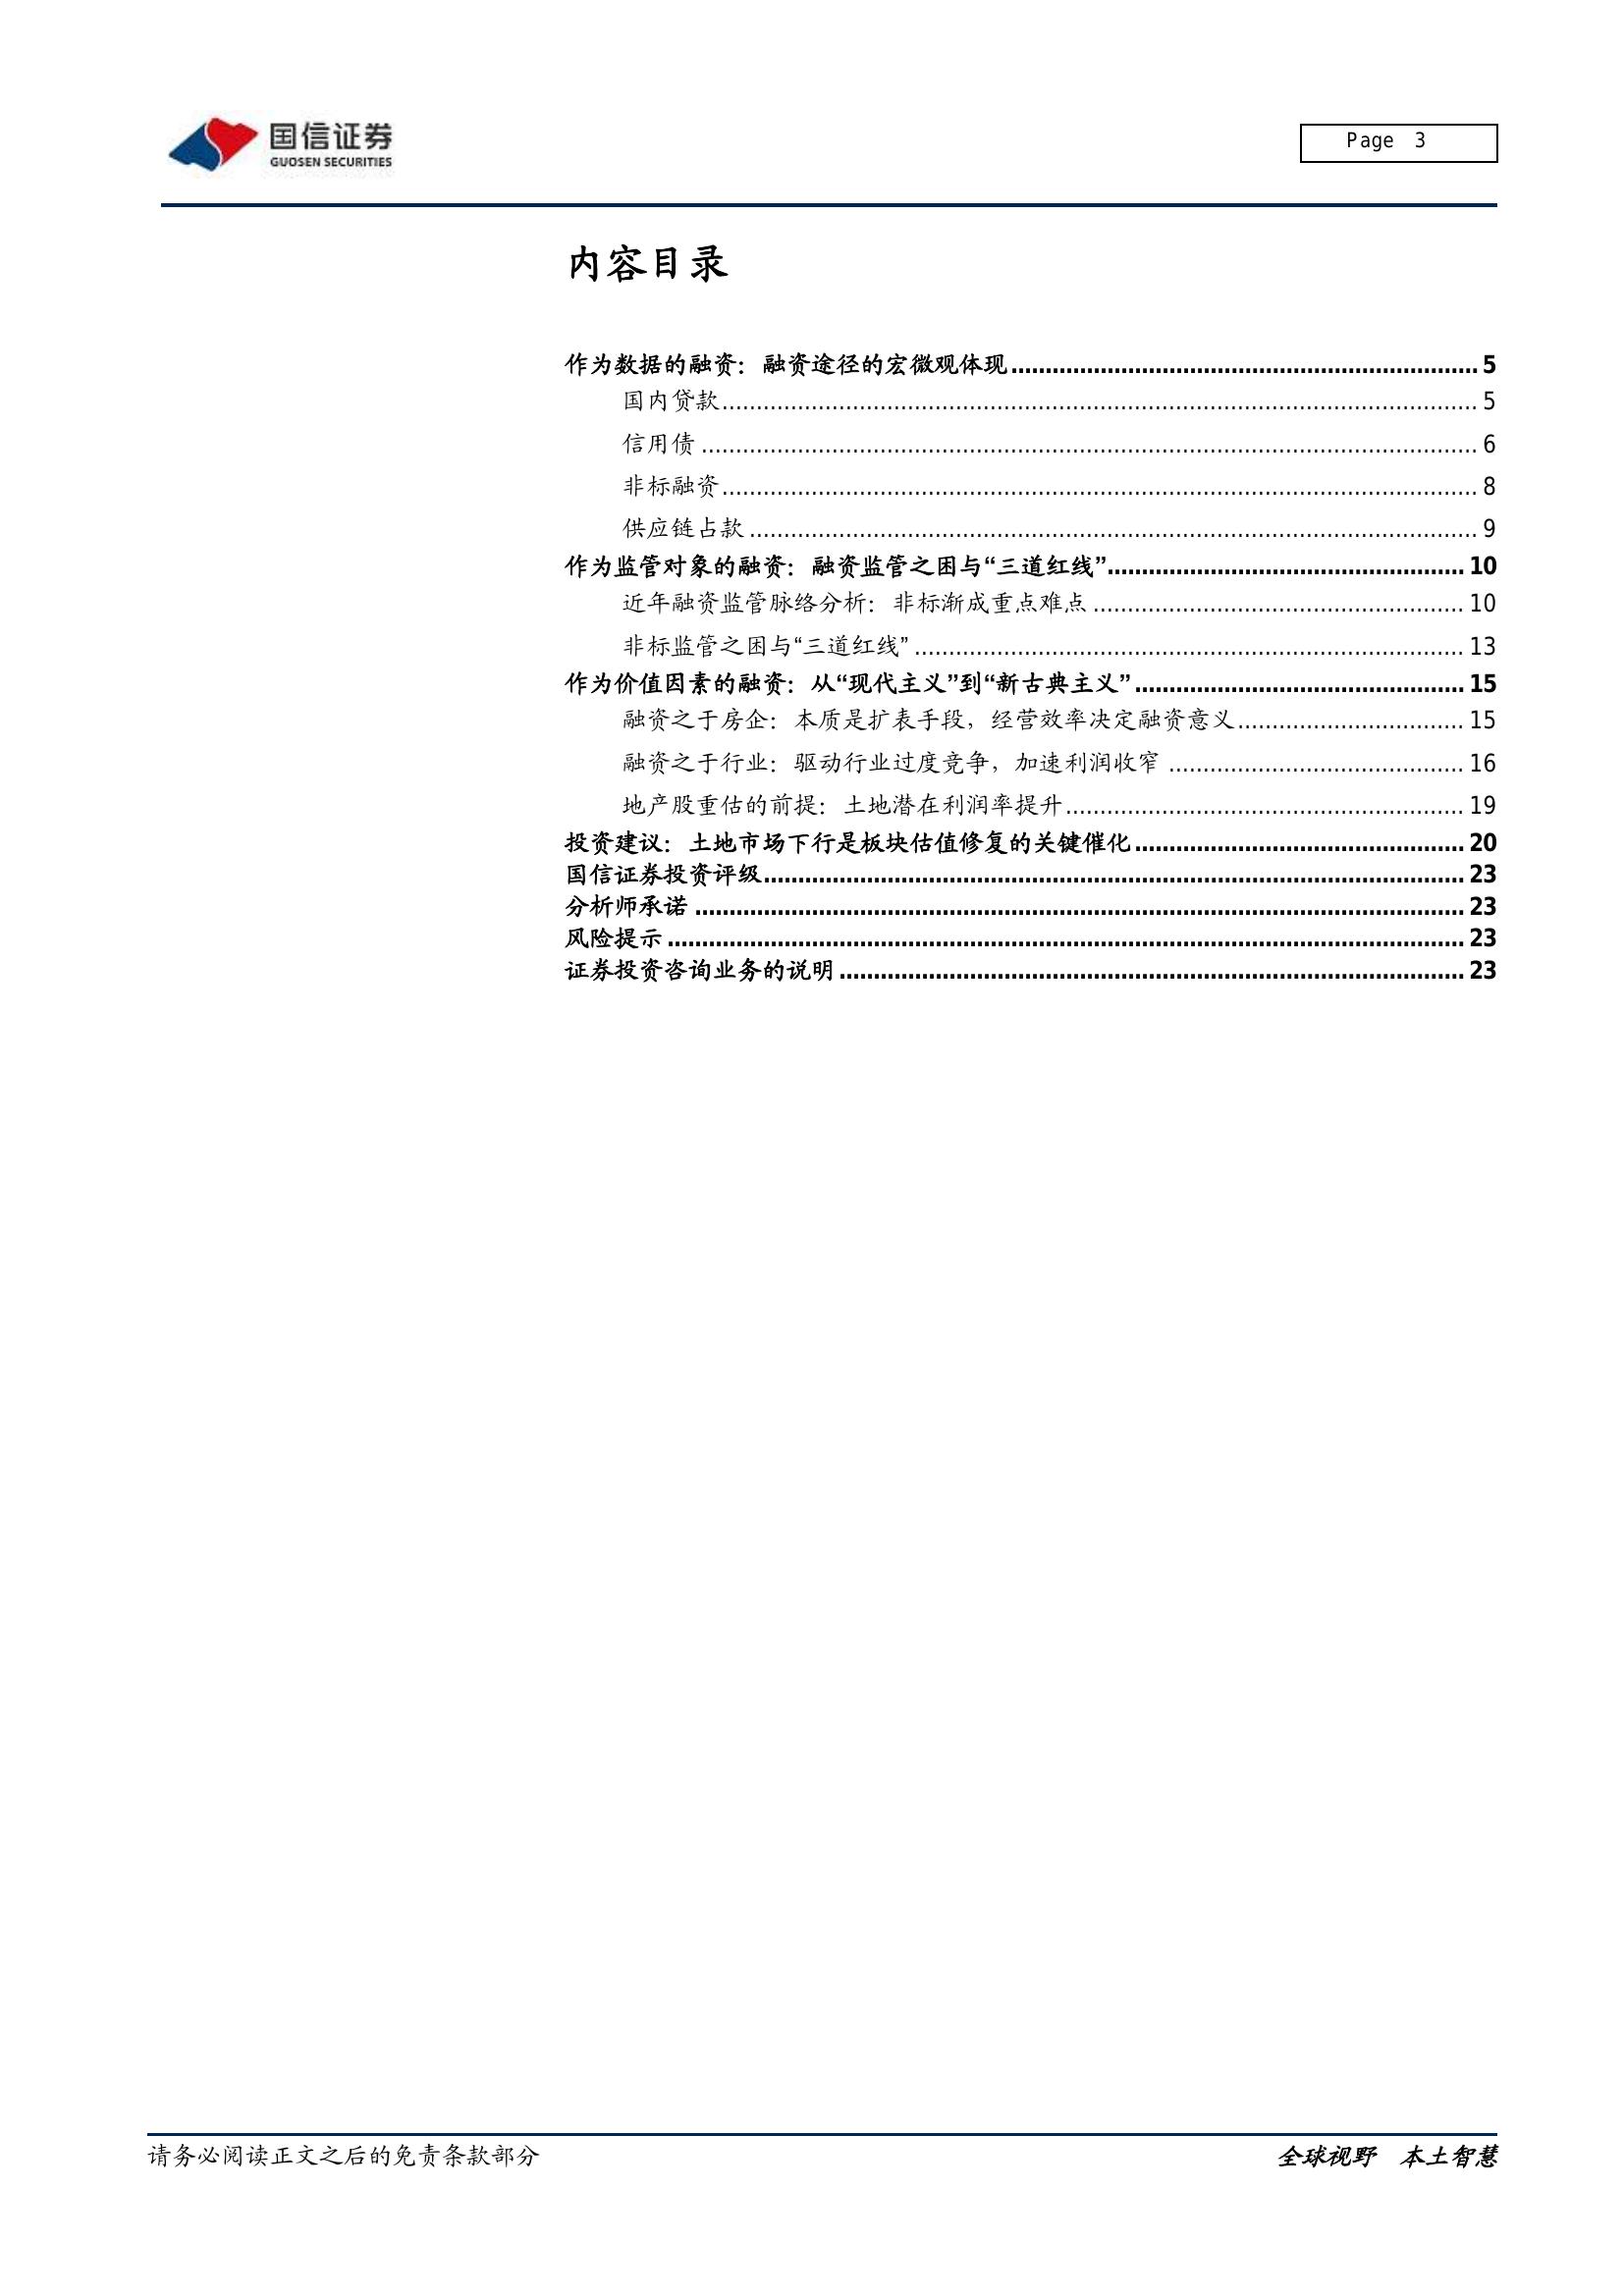 国信证券
GUOSEN SECURITIES
Page 3
内容目录
作为数据的融资：融资途径的宏微观体现 5
国内贷款 5
信用债 6
非标融资 8
供应链占款 9
作为监管对象的融资：融资监管之困与“三道红线” 10
近年融资监管脉络分析：非标渐成重点难点 10
非标监管之困与“三道红线” 13
作为价值因素的融资：从“现代主义”到“新古典主义” 15
融资之于房企：本质是扩表手段，经营效率决定融资意义 15
融资之于行业：驱动行业过度竞争，加速利润收窄 16
地产股重估的前提：土地潜在利润率提升 19
投资建议：土地市场下行是板块估值修复的关键催化 20
国信证券投资评级 23
分析师承诺 23
风险提示 23
证券投资咨询业务的说明 23
请务必阅读正文之后的免责条款部分
全球视野 本土智慧